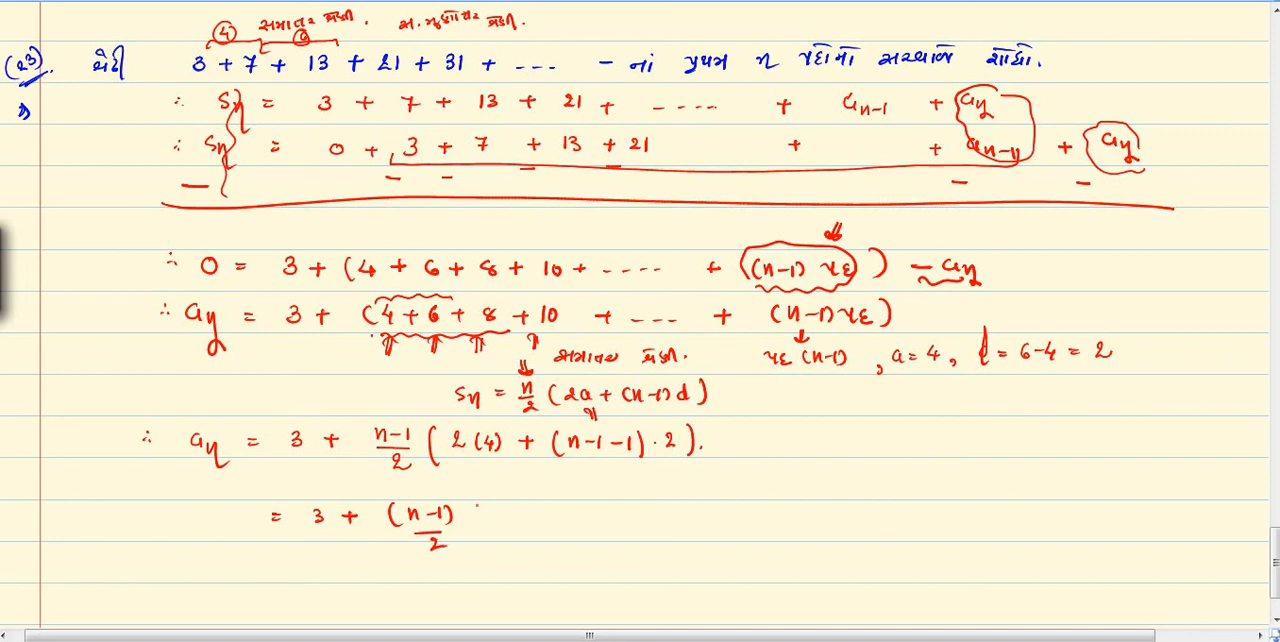 (4) સમાંતર શ્રેણી. સ.ગુણોત્તર શ્રેણી.
6
(23). શ્રેઢી 3 + 7 + 13 + 21 + 31 + ---- - નાં પ્રથમ n પદોનો સરવાળો શોધો.
∴ Sn = 3 + 7 + 13 + 21 + ..... + an-1 + an
∴ Sn = 0 + 3 + 7 + 13 + 21 + + an-1 + an
— - - - - - -
∴ 0 = 3 + (4 + 6 + 8 + 10 + ---- + (n-1) પદ) - an
∴ an = 3 + (4 + 6 + 8 + 10 + .... + (n-1)પદ)
સમાંતર શ્રેણી. પદ (n-1) , a = 4, d = 6-4 = 2
Sn = n/2 (2a + (n-1)d)
∴ an = 3 + n-1/2 (2(4) + (n-1-1)·2).
= 3 + (n-1)/2